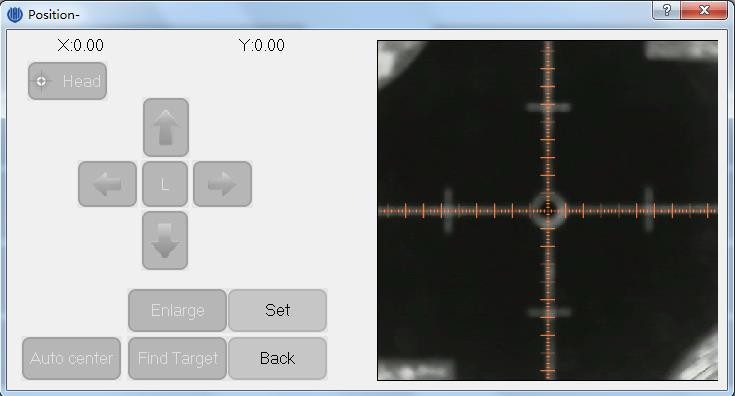 Position-
X:0.00 Y:0.00
Head
L
Enlarge Set
Auto center Find Target Back